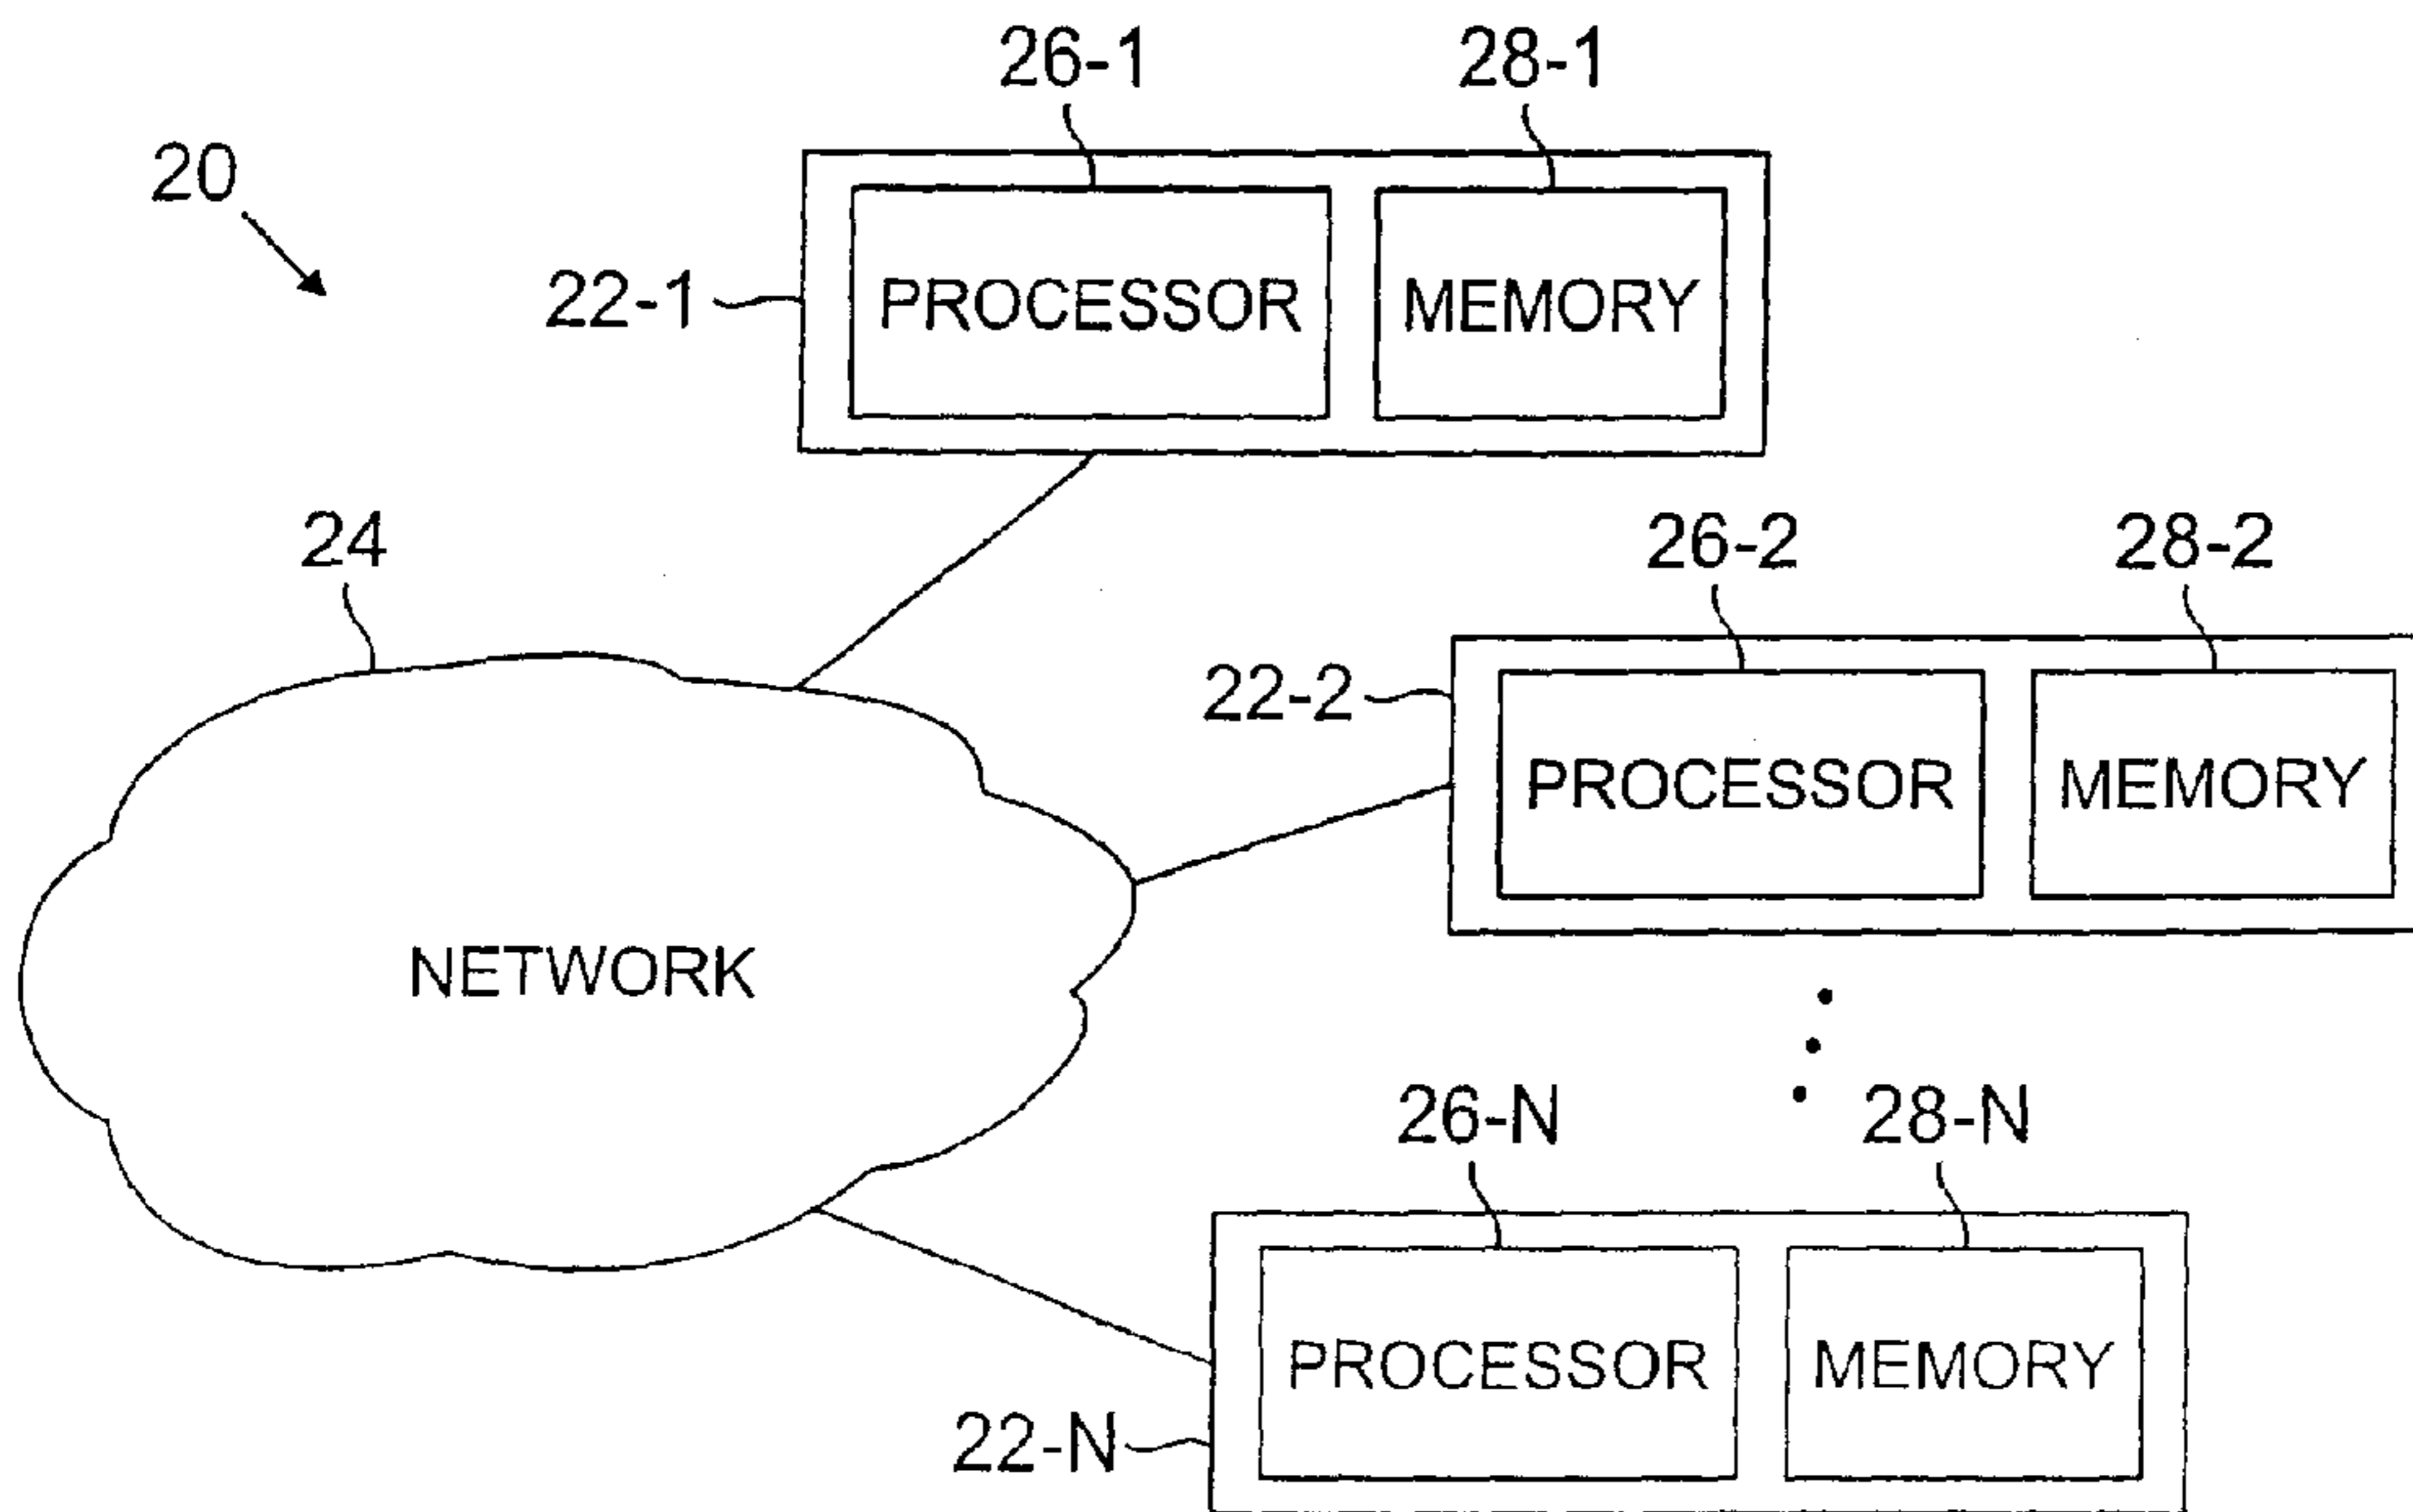 26-1 28-1
20
22-1 PROCESSOR MEMORY
24
26-2 28-2
22-2
PROCESSOR MEMORY
NETWORK
26-N 28-N
PROCESSOR MEMORY
22-N